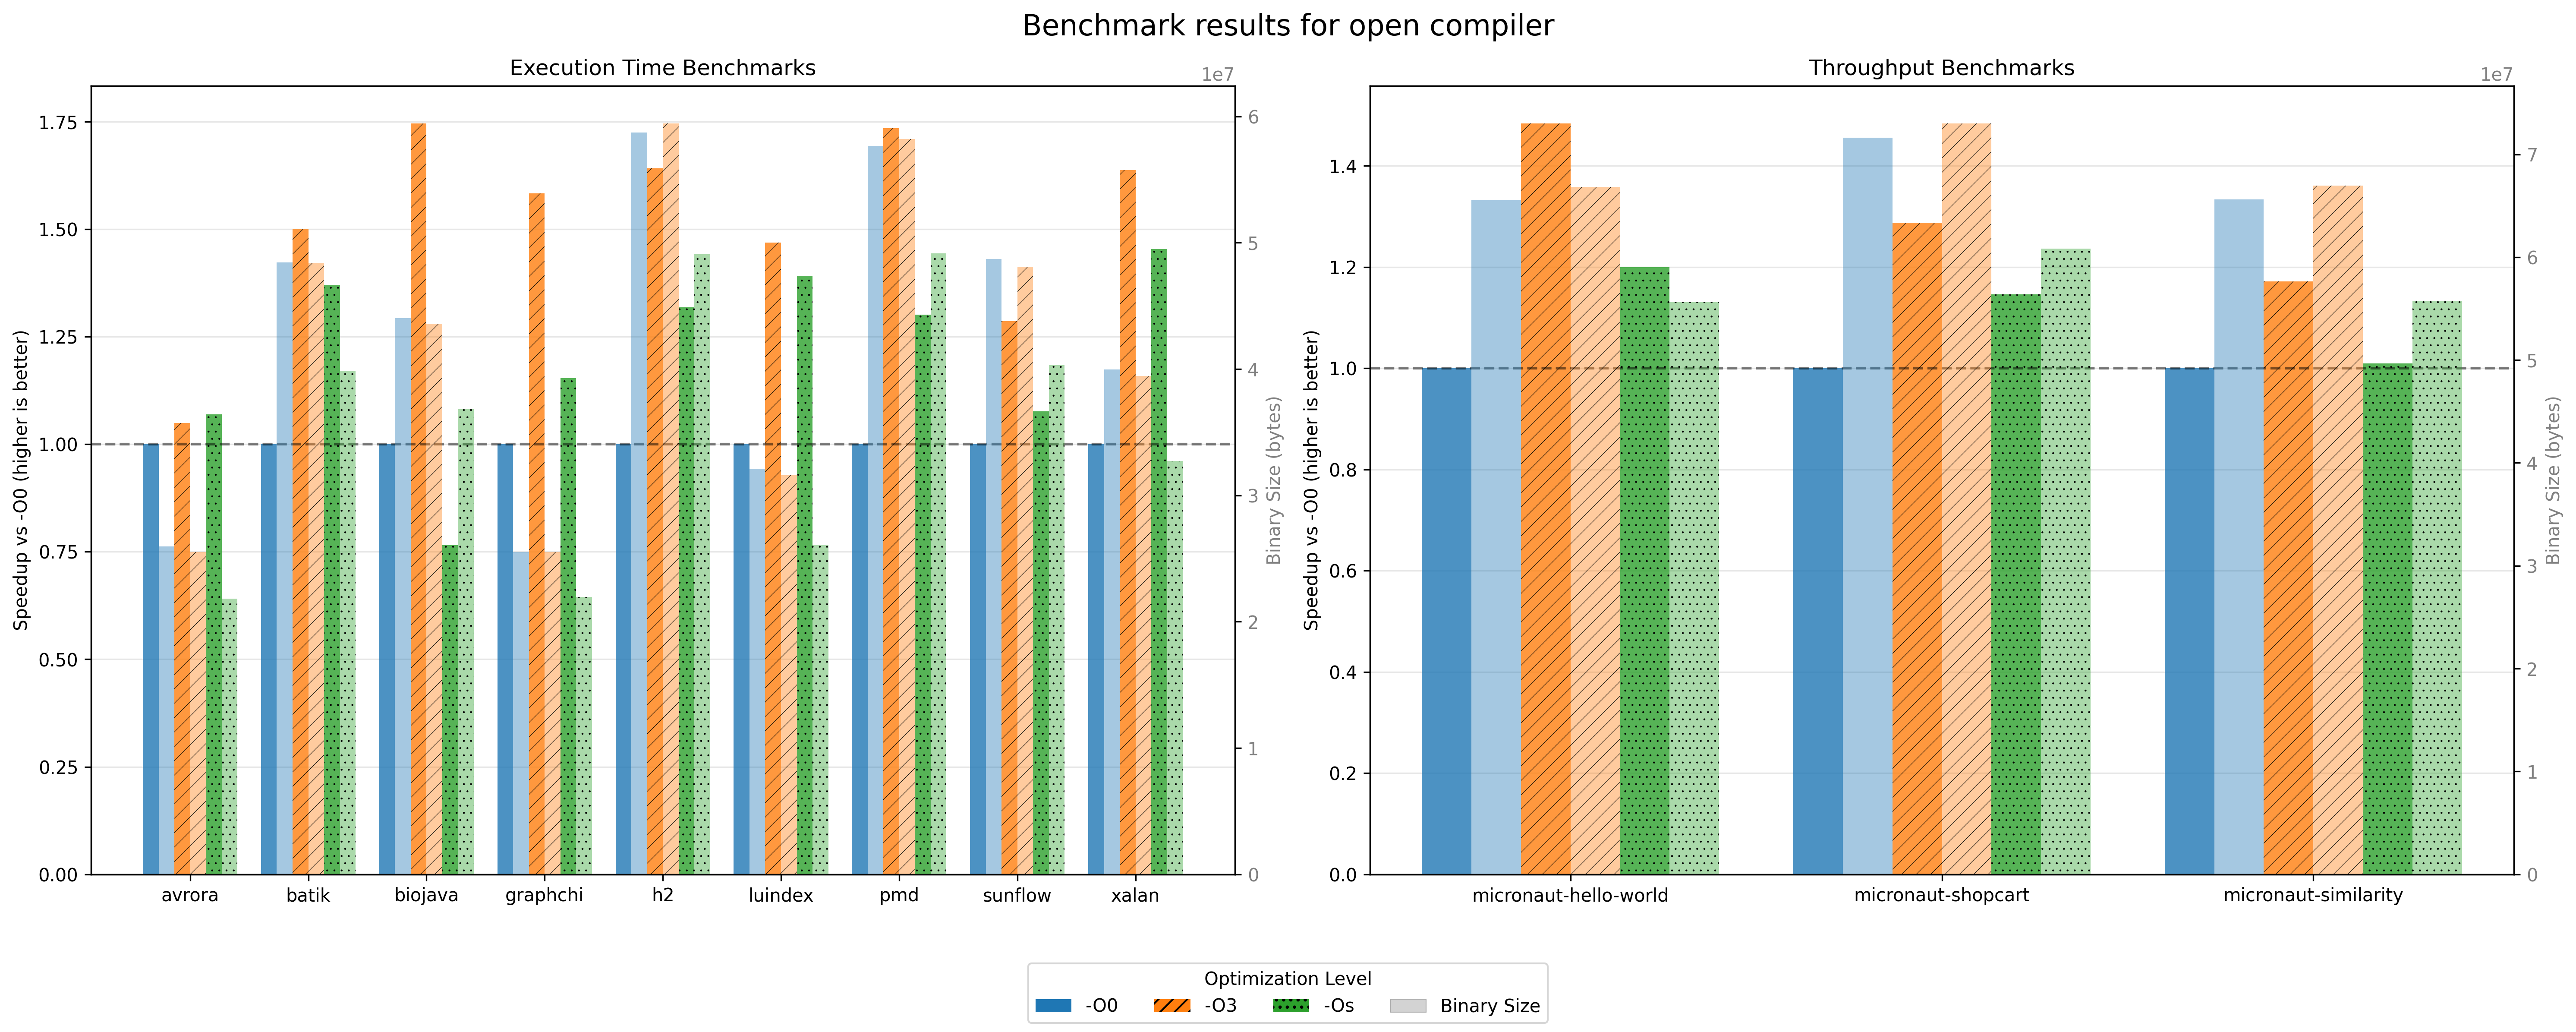 Benchmark results for open compiler
Execution Time Benchmarks
1e7
Speedup vs -O0 (higher is better)
1.75
1.50
1.25
1.00
0.75
0.50
0.25
0.00
6
5
4
3
2
1
0
Binary Size (bytes)
avrora batik biojava graphchi h2 luindex pmd sunflow xalan
Throughput Benchmarks
1e7
Speedup vs -O0 (higher is better)
1.4
1.2
1.0
0.8
0.6
0.4
0.2
0.0
7
6
5
4
3
2
1
0
Binary Size (bytes)
micronaut-hello-world micronaut-shopcart micronaut-similarity
Optimization Level
-O0 -O3 -Os Binary Size